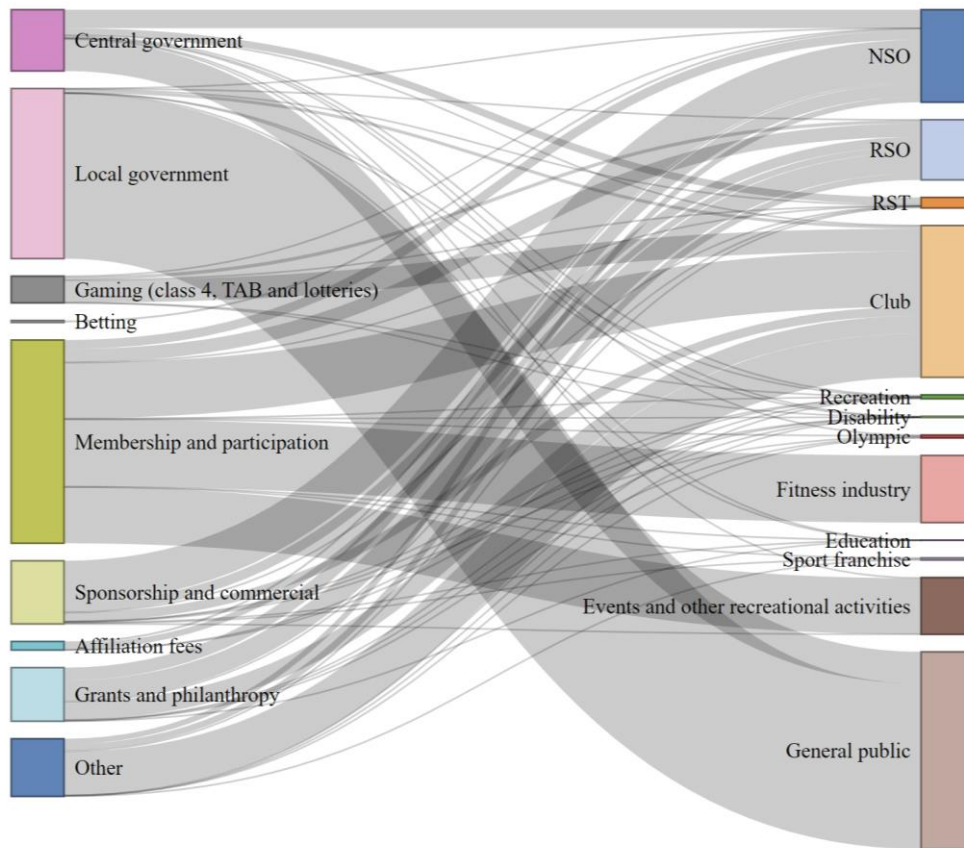 Central government
Local government
Gaming (class 4, TAB and lotteries)
Betting
Membership and participation
Sponsorship and commercial
Affiliation fees
Grants and philanthropy
Other
NSO
RSO
RST
Club
Recreation
Disability
Olympic
Fitness industry
Education
Sport franchise
Events and other recreational activities
General public